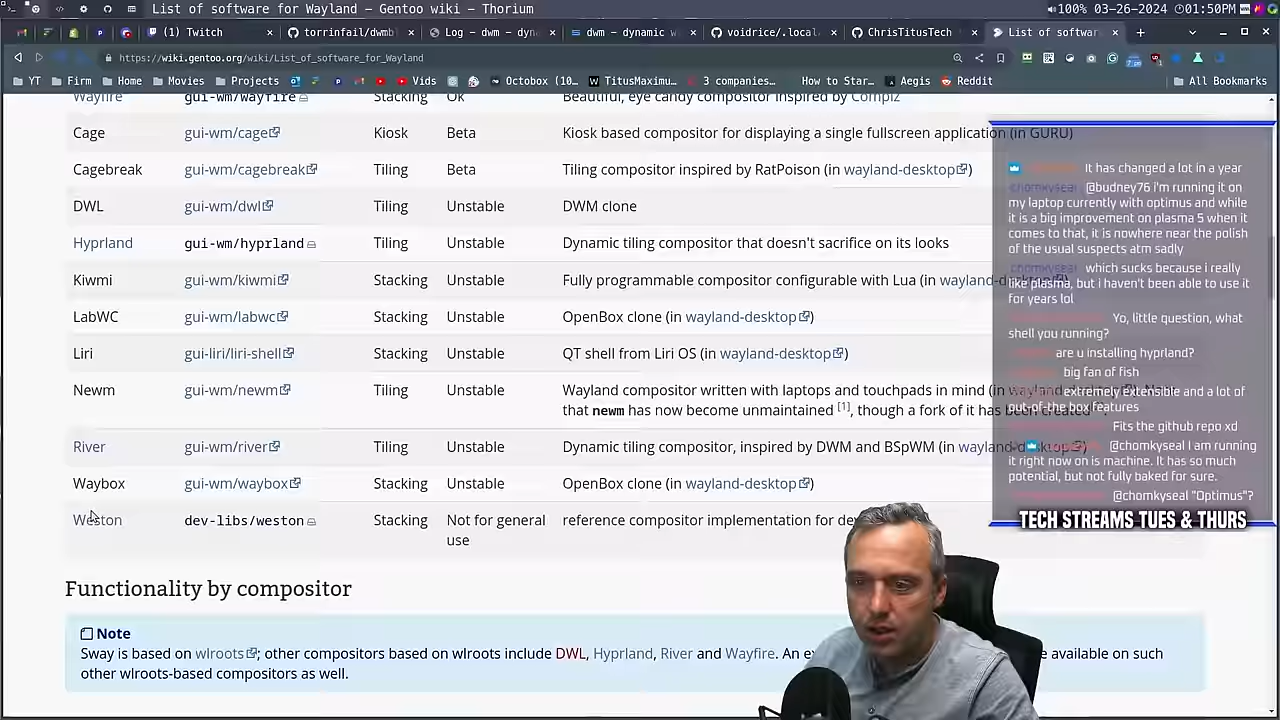 List of software for Wayland - Gentoo wiki - Thorium
100% 03-26-2024 01:50PM
(1) Twitch
torrinfail/dwmb
Log – dwm – dyn
dwm - dynamic w
voidrice/.local
ChrisTitusTech
List of softwar
https://wiki.gentoo.org/wiki/List_of_software_for_Wayland
YT
Firm
Home
Movies
Projects
Vids
Octobox (10…
TitusMaximu…
3 companies…
How to Star…
Aegis
Reddit
All Bookmarks
Wayfire gui-wm/wayfire Stacking Ok Beautiful, eye candy compositor inspired by Compiz
Cage gui-wm/cage Kiosk Beta Kiosk based compositor for displaying a single fullscreen application (in GURU)
Cagebreak gui-wm/cagebreak Tiling Beta Tiling compositor inspired by RatPoison (in wayland-desktop)
DWL gui-wm/dwl Tiling Unstable DWM clone
Hyprland gui-wm/hyprland Tiling Unstable Dynamic tiling compositor that doesn't sacrifice on its looks
Kiwmi gui-wm/kiwmi Stacking Unstable Fully programmable compositor configurable with Lua (in wayland-desktop)
LabWC gui-wm/labwc Stacking Unstable OpenBox clone (in wayland-desktop)
Liri gui-liri/liri-shell Stacking Unstable QT shell from Liri OS (in wayland-desktop)
Newm gui-wm/newm Tiling Unstable Wayland compositor written with laptops and touchpads in mind (in wayland-desktop)
that newm has now become unmaintained [1], though a fork of it has been created
River gui-wm/river Tiling Unstable Dynamic tiling compositor, inspired by DWM and BSpWM (in wayland-desktop)
Waybox gui-wm/waybox Stacking Unstable OpenBox clone (in wayland-desktop)
Weston dev-libs/weston Stacking Not for general use reference compositor implementation for
Functionality by compositor
Note
Sway is based on wlroots; other compositors based on wlroots include DWL, Hyprland, River and Wayfire. An available on such
other wlroots-based compositors as well.
It has changed a lot in a year
chomkyseal @budney76 i'm running it on
my laptop currently with optimus and while
it is a big improvement on plasma 5 when it
comes to that, it is nowhere near the polish
of the usual suspects atm sadly
chomkyseal which sucks because i really
like plasma, but i haven't been able to use it
for years lol
Yo, little question, what
shell you running?
are u installing hyprland?
big fan of fish
extremely extensible and a lot of
out-of-the box features
Fits the github repo xd
@chomkyseal I am running
it right now on is machine. It has so much
potential, but not fully baked for sure.
@chomkyseal "Optimus"?
TECH STREAMS TUES & THURS